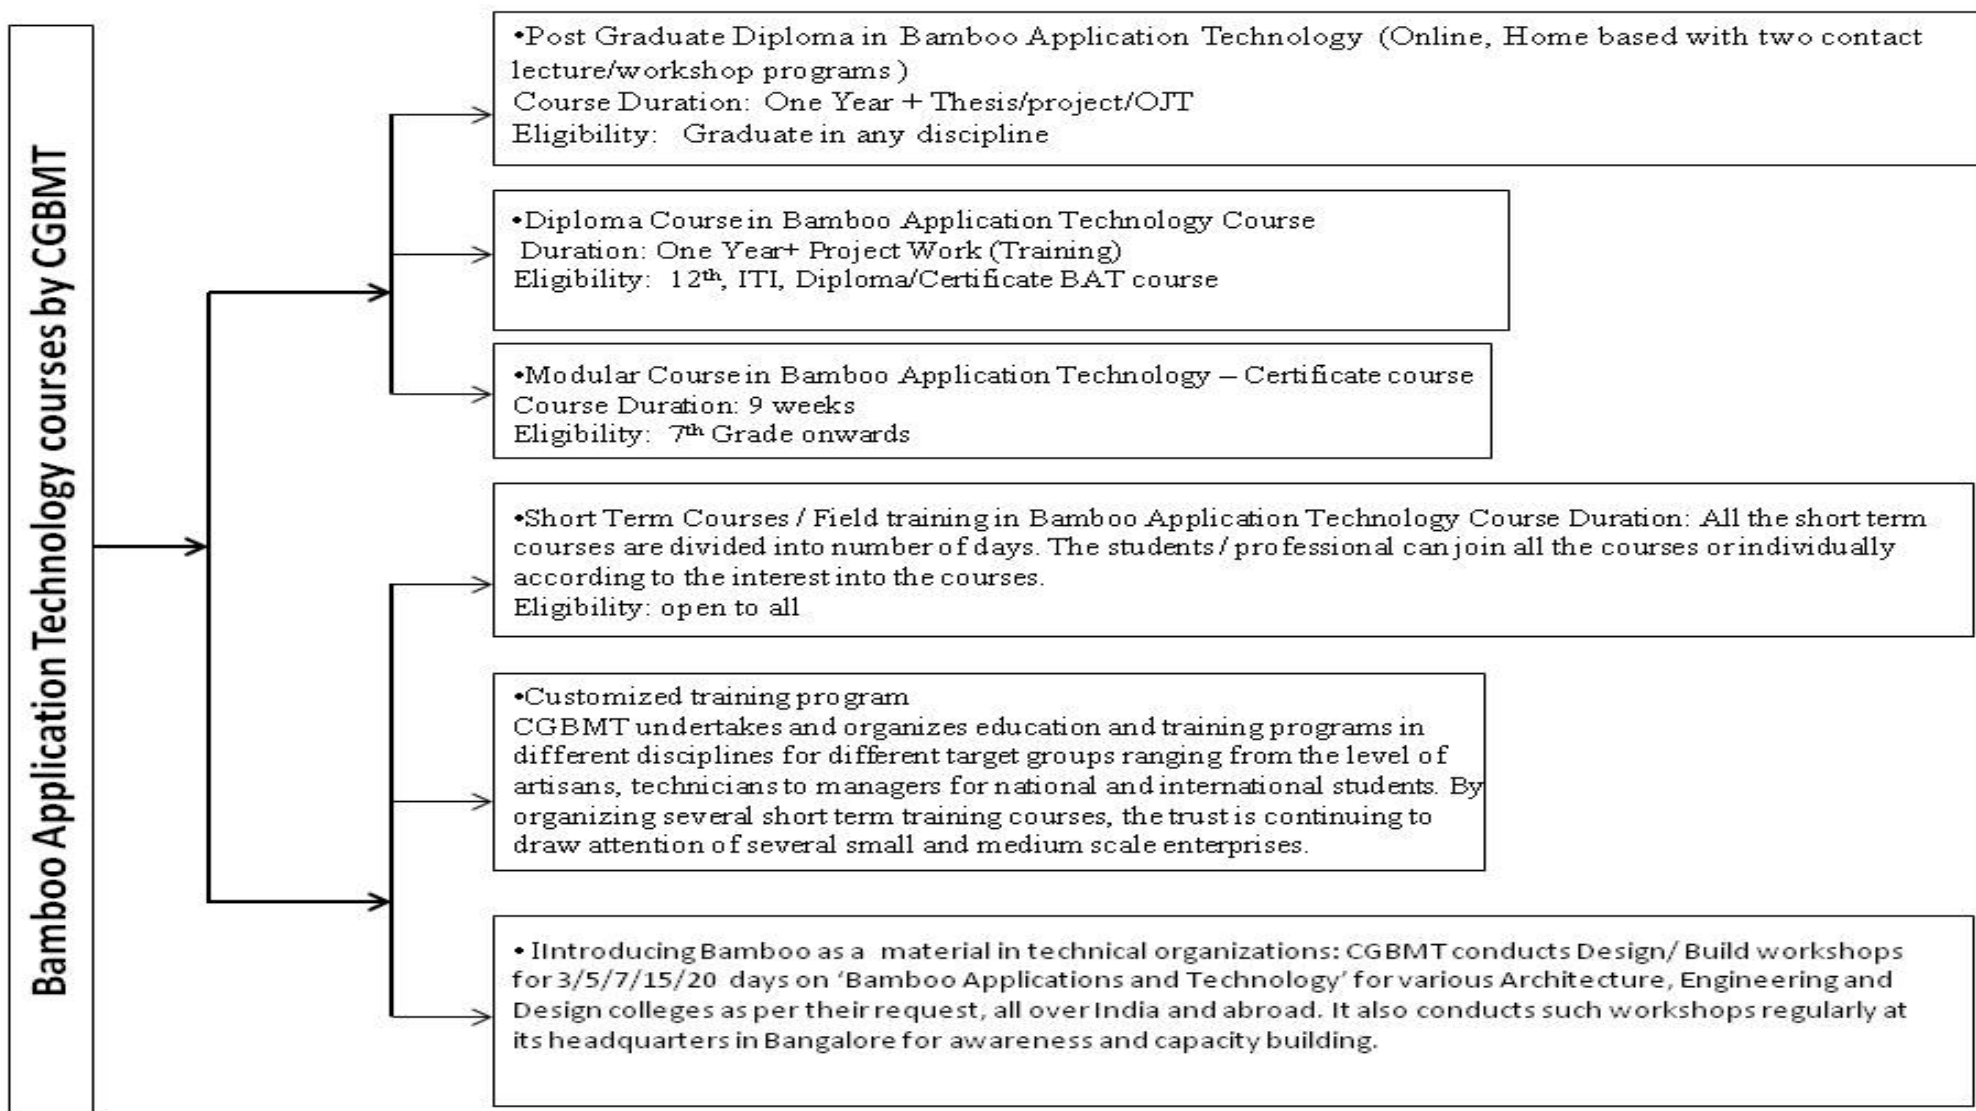 Bamboo Application Technology courses by CGBMT
•Post Graduate Diploma in Bamboo Application Technology (Online, Home based with two contact
lecture/workshop programs )
Course Duration: One Year + Thesis/project/OJT
Eligibility: Graduate in any discipline
•Diploma Course in Bamboo Application Technology Course
Duration: One Year+ Project Work (Training)
Eligibility: 12th, ITI, Diploma/Certificate BAT course
•Modular Course in Bamboo Application Technology – Certificate course
Course Duration: 9 weeks
Eligibility: 7th Grade onwards
•Short Term Courses / Field training in Bamboo Application Technology Course Duration: All the short term
courses are divided into number of days. The students / professional can join all the courses or individually
according to the interest into the courses.
Eligibility: open to all
•Customized training program
CGBMT undertakes and organizes education and training programs in
different disciplines for different target groups ranging from the level of
artisans, technicians to managers for national and international students. By
organizing several short term training courses, the trust is continuing to
draw attention of several small and medium scale enterprises.
• IIntroducing Bamboo as a material in technical organizations: CGBMT conducts Design/ Build workshops
for 3/5/7/15/20 days on ‘Bamboo Applications and Technology’ for various Architecture, Engineering and
Design colleges as per their request, all over India and abroad. It also conducts such workshops regularly at
its headquarters in Bangalore for awareness and capacity building.